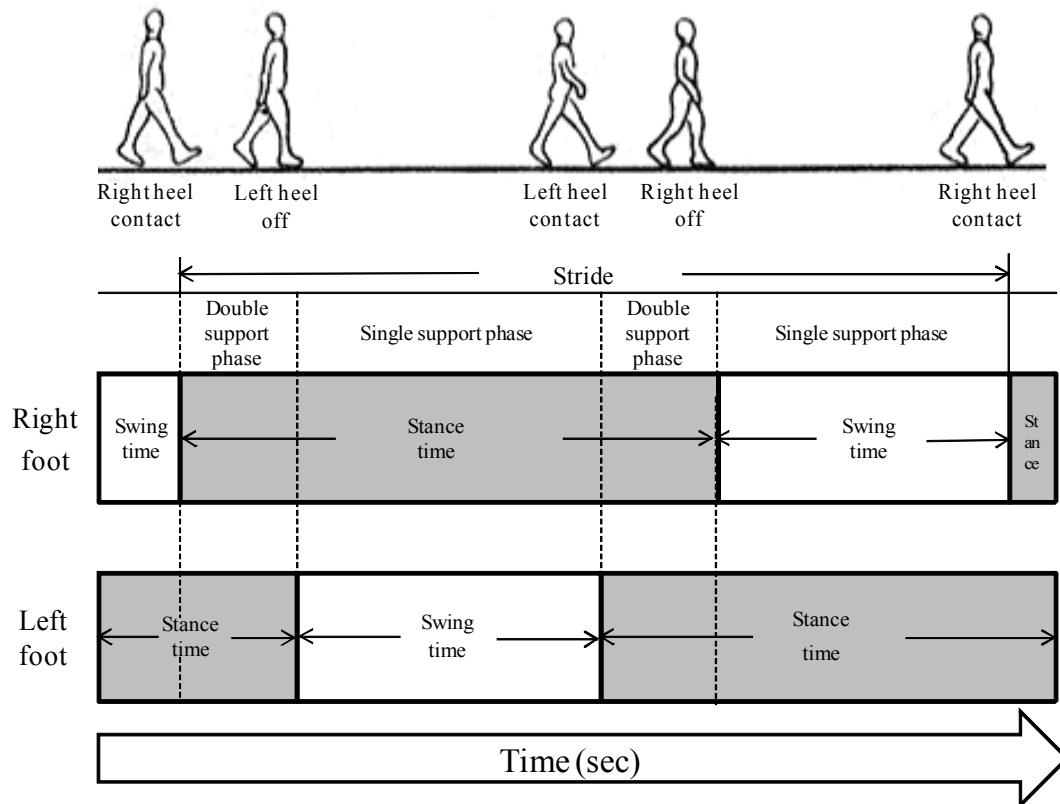 Right heel
contact
Left heel
off
Left heel
contact
Right heel
off
Right heel
contact
Stride
Double
support
phase
Single support phase
Double
support
phase
Single support phase
Right
foot
Swing
time
Stance
time
Swing
time
St
an
ce
Left
foot
Stance
time
Swing
time
Stance
time
Time (sec)